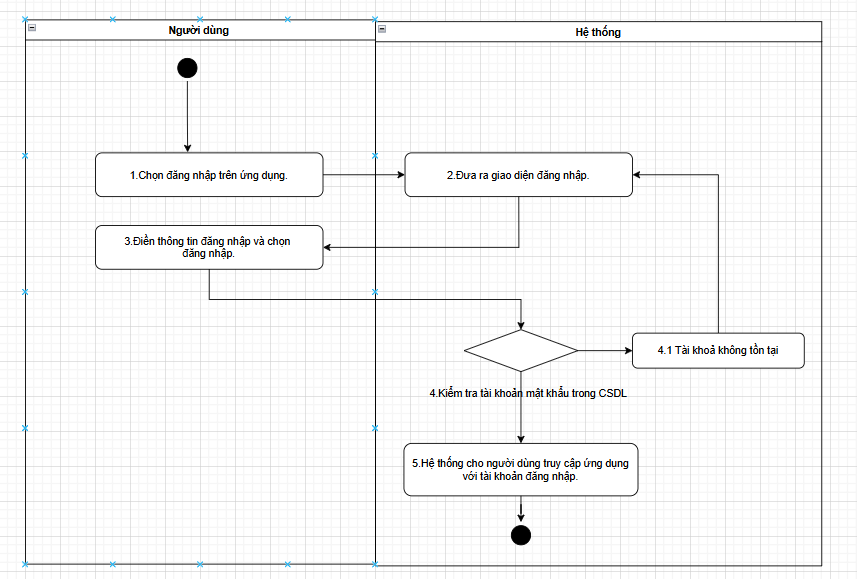 Người dùng
Hệ thống
1.Chọn đăng nhập trên ứng dụng.
2.Đưa ra giao diện đăng nhập.
3.Điền thông tin đăng nhập và chọn
đăng nhập.
4.1 Tài khoả không tồn tại
4.Kiểm tra tài khoản mật khẩu trong CSDL
5.Hệ thống cho người dùng truy cập ứng dụng
với tài khoản đăng nhập.